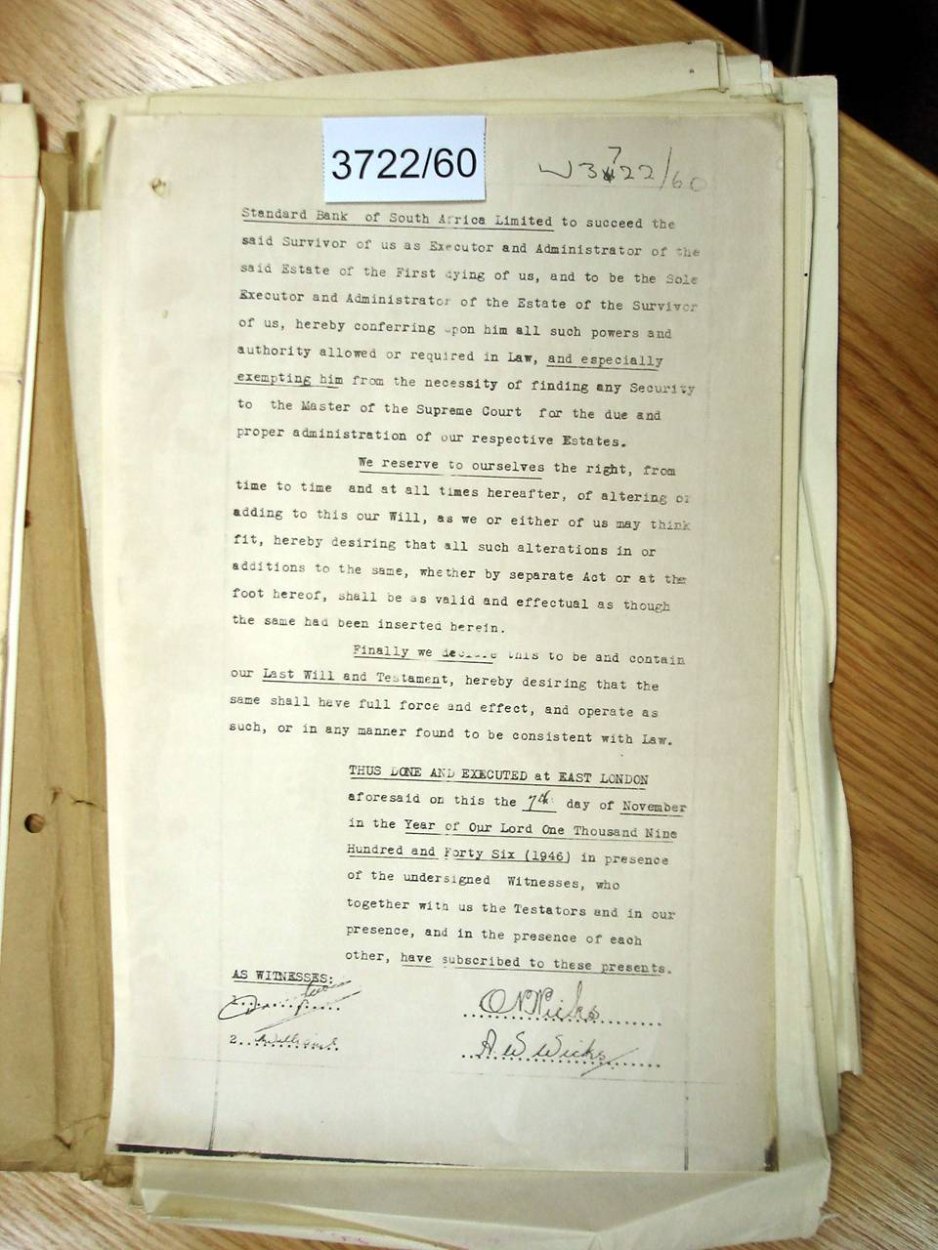 3722/60
W3722/60
Standard Bank of South Africa Limited to succeed the
said Survivor of us as Executor and Administrator of the
said Estate of the First dying of us, and to be the Sole
Executor and Administrator of the Estate of the Survivor
of us, hereby conferring upon him all such powers and
authority allowed or required in Law, and especially
exempting him from the necessity of finding any Security
to the Master of the Supreme Court for the due and
proper administration of our respective Estates.
We reserve to ourselves the right, from
time to time and at all times hereafter, of altering or
adding to this our Will, as we or either of us may think
fit, hereby desiring that all such alterations in or
additions to the same, whether by separate Act or at the
foot hereof, shall be as valid and effectual as though
the same had been inserted herein.
Finally we declare this to be and contain
our Last Will and Testament, hereby desiring that the
same shall have full force and effect, and operate as
such, or in any manner found to be consistent with Law.
THUS DONE AND EXECUTED at EAST LONDON
aforesaid on this the 7th day of November
in the Year of Our Lord One Thousand Nine
Hundred and Forty Six (1946) in presence
of the undersigned Witnesses, who
together with us the Testators and in our
presence, and in the presence of each
other, have subscribed to these presents.
AS WITNESSES:
O N Wicks
2.
A W Wicks